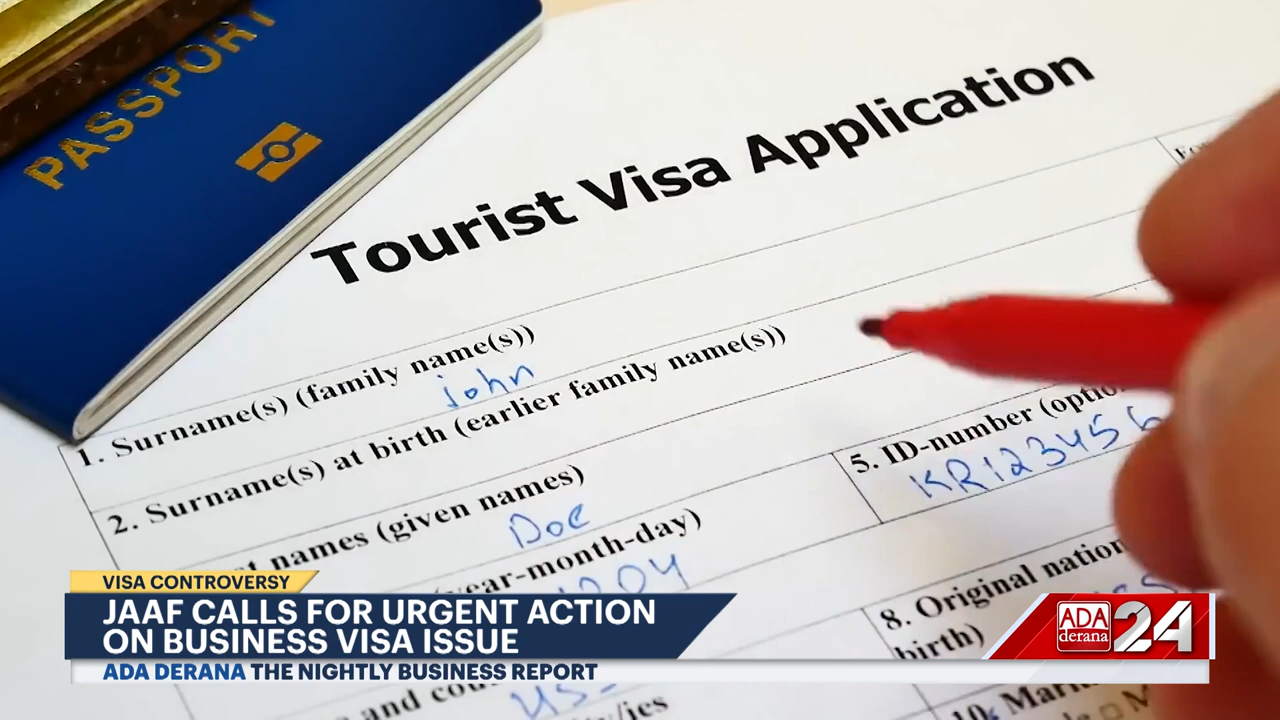 PASSPORT
Tourist Visa Application
1. Surname(s) (family name(s))
john
2. Surname(s) at birth (earlier family name(s))
names (given names)
Doe
5. ID-number
KR123456
year-month-day)
8. Original
birth)
VISA CONTROVERSY
JAAF CALLS FOR URGENT ACTION
ON BUSINESS VISA ISSUE
ADA DERANA THE NIGHTLY BUSINESS REPORT
ADA
derana
24
and
10.